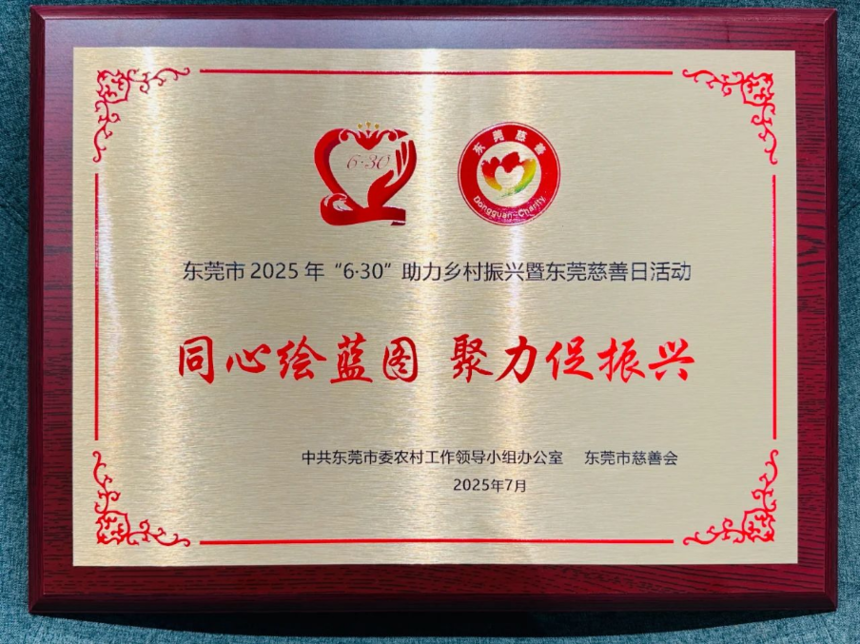 6·30
东莞慈善
Dongguan Charity
东莞市2025年“6·30”助力乡村振兴暨东莞慈善日活动
同心绘蓝图 聚力促振兴
中共东莞市委农村工作领导小组办公室 东莞市慈善会
2025年7月